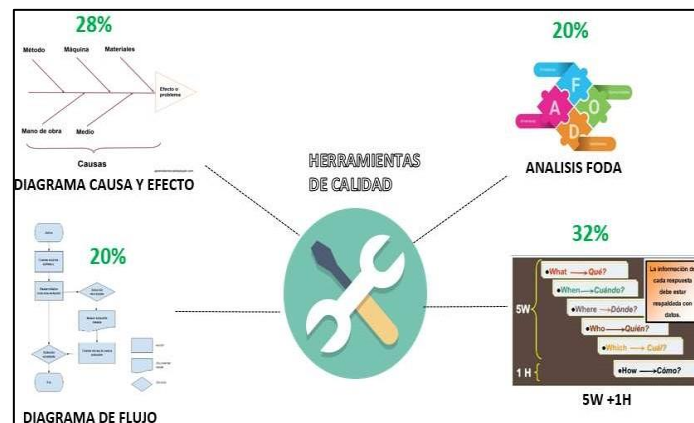 28%
Método
Máquina
Materiales
Efecto o
problema
Mano de obra
Medio
Causas
DIAGRAMA CAUSA Y EFECTO
HERRAMIENTAS
DE CALIDAD
20%
F
O
A
D
ANALISIS FODA
20%
DIAGRAMA DE FLUJO
32%
5W
•What → Qué?
•When → Cuándo?
•Where → Dónde?
•Who → Quién?
•Which → Cuál?
1 H
•How → Cómo?
La información de
cada respuesta
debe estar
respaldada con
datos.
5W +1H